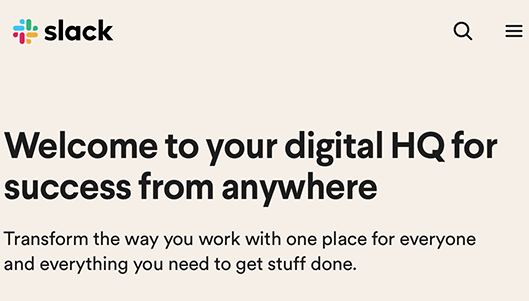 slack
Welcome to your digital HQ for
success from anywhere
Transform the way you work with one place for everyone
and everything you need to get stuff done.